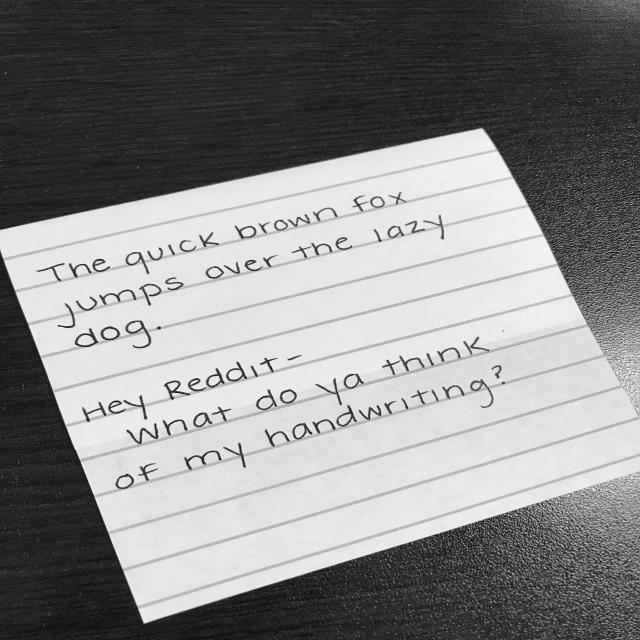 The quick brown fox
jumps over the lazy
dog.
Hey Reddit-
What do ya think
of my handwriting?